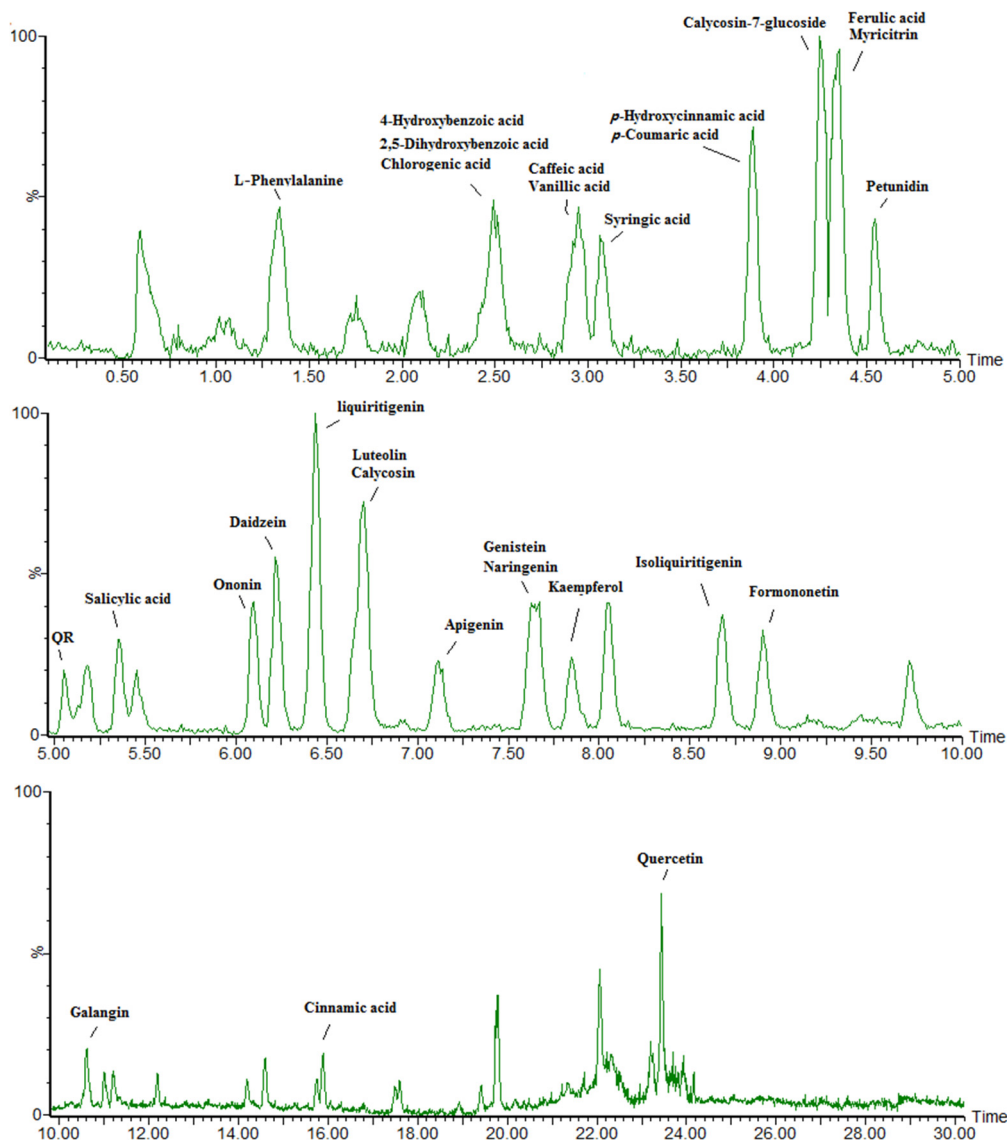 100
%
0
Calycosin-7-glucoside
Ferulic acid
Myricitrin
4-Hydroxybenzoic acid
2,5-Dihydroxybenzoic acid
Chlorogenic acid
p-Hydroxycinnamic acid
p-Coumaric acid
L-Phenylalanine
Caffeic acid
Vanillic acid
Syringic acid
Petunidin
0.50 1.00 1.50 2.00 2.50 3.00 3.50 4.00 4.50 5.00
Time
100
%
0
liquiritigenin
Luteolin
Calycosin
Daidzein
Genistein
Naringenin
Isoliquiritigenin
Ononin
Kaempferol
Formononetin
Salicylic acid
Apigenin
QR
5.00 5.50 6.00 6.50 7.00 7.50 8.00 8.50 9.00 9.50 10.00
Time
100
%
0
Quercetin
Galangin
Cinnamic acid
10.00 12.00 14.00 16.00 18.00 20.00 22.00 24.00 26.00 28.00 30.00
Time